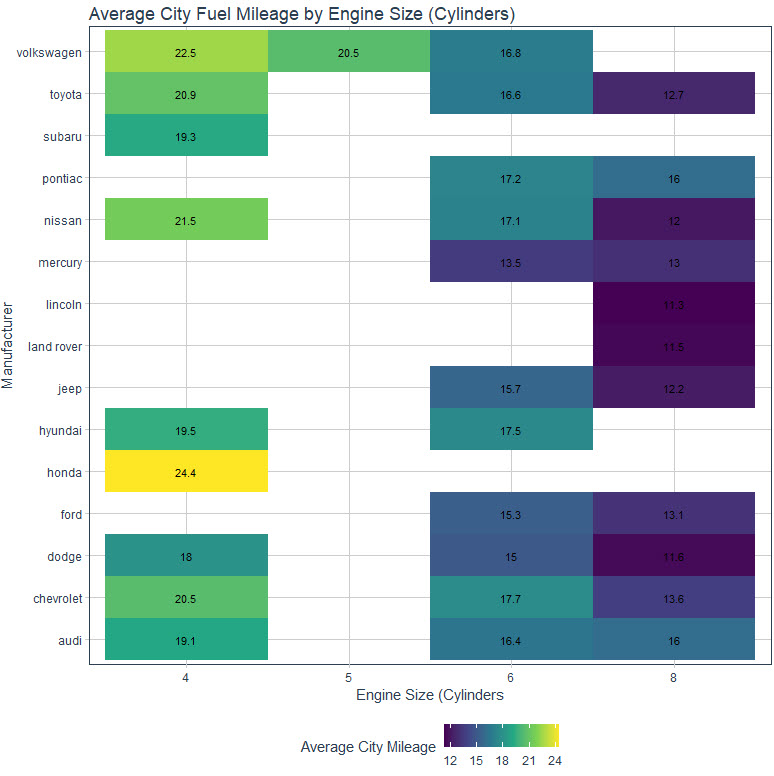 Average City Fuel Mileage by Engine Size (Cylinders)
volkswagen 22.5 20.5 16.8
toyota 20.9 16.6 12.7
subaru 19.3
pontiac 17.2 16
nissan 21.5 17.1 12
mercury 13.5 13
lincoln 11.3
land rover 11.5
jeep 15.7 12.2
hyundai 19.5 17.5
honda 24.4
ford 15.3 13.1
dodge 18 15 11.6
chevrolet 20.5 17.7 13.6
audi 19.1 16.4 16
Manufacturer
4 5 6 8
Engine Size (Cylinders
Average City Mileage
12 15 18 21 24